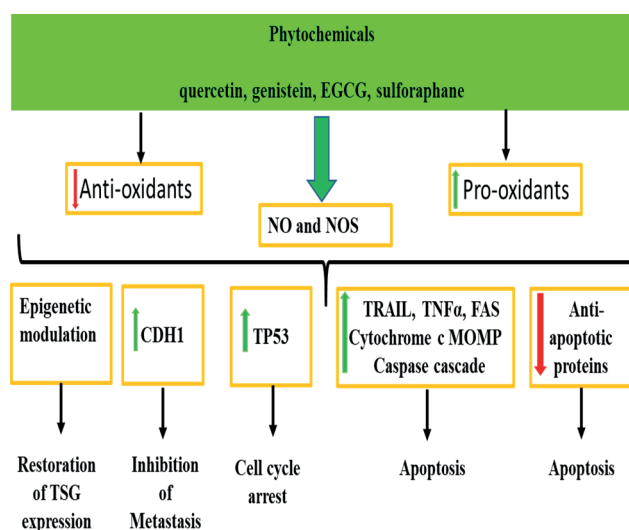 Phytochemicals
quercetin, genistein, EGCG, sulforaphane
Anti-oxidants
Pro-oxidants
NO and NOS
Epigenetic
modulation
CDH1
TP53
TRAIL, TNFα, FAS
Cytochrome c MOMP
Caspase cascade
Anti-
apoptotic
proteins
Restoration
of TSG
expression
Inhibition
of
Metastasis
Cell cycle
arrest
Apoptosis
Apoptosis